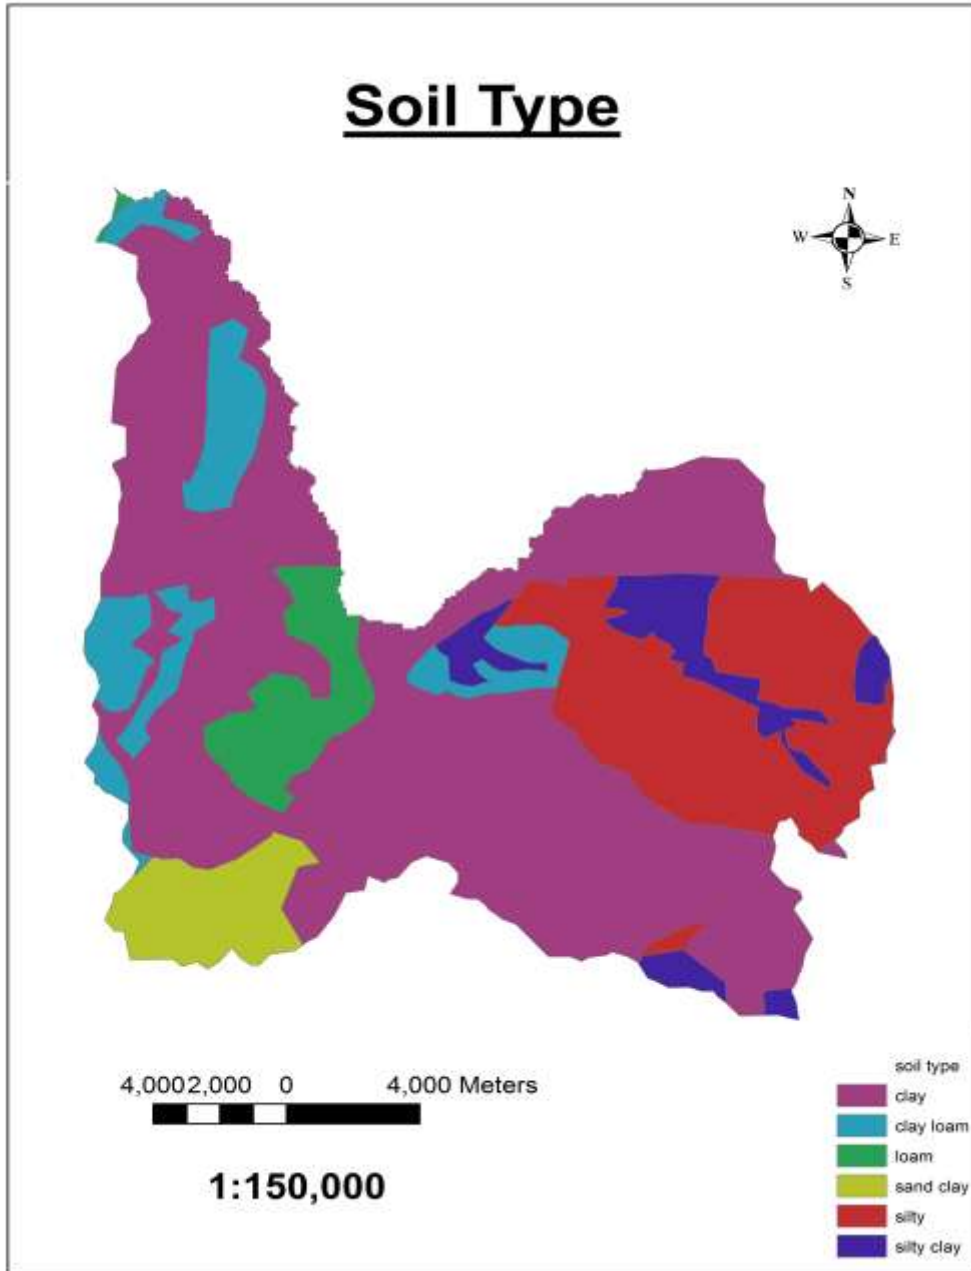 Soil Type
N
W E
S
4,0002,000 0 4,000 Meters
1:150,000
soil type
clay
clay loam
loam
sand clay
silty
silty clay